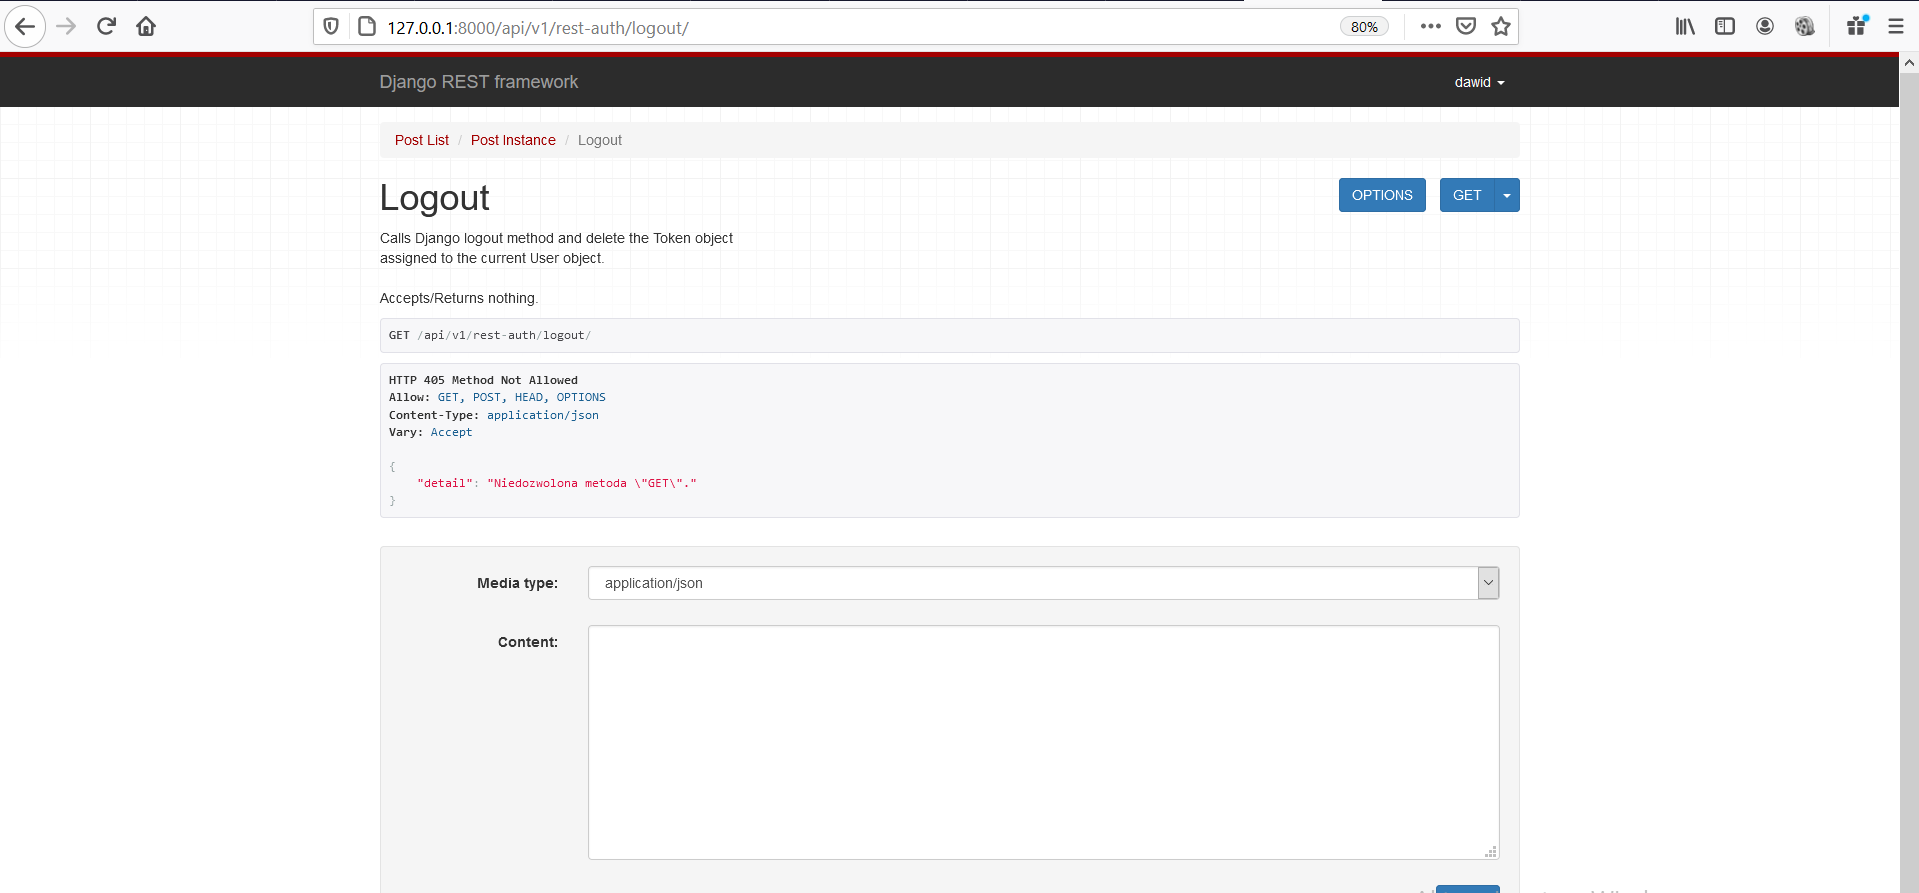 127.0.0.1:8000/api/v1/rest-auth/logout/
80%
Django REST framework
dawid
Post List / Post Instance / Logout
Logout
OPTIONS
GET
Calls Django logout method and delete the Token object
assigned to the current User object.
Accepts/Returns nothing.
GET /api/v1/rest-auth/logout/
HTTP 405 Method Not Allowed
Allow: GET, POST, HEAD, OPTIONS
Content-Type: application/json
Vary: Accept
{
"detail": "Niedozwolona metoda \"GET\"."
}
Media type:
application/json
Content: